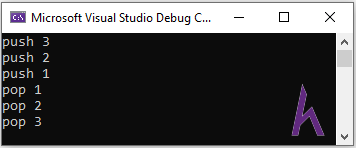 Microsoft Visual Studio Debug C...
push 3
push 2
push 1
pop 1
pop 2
pop 3